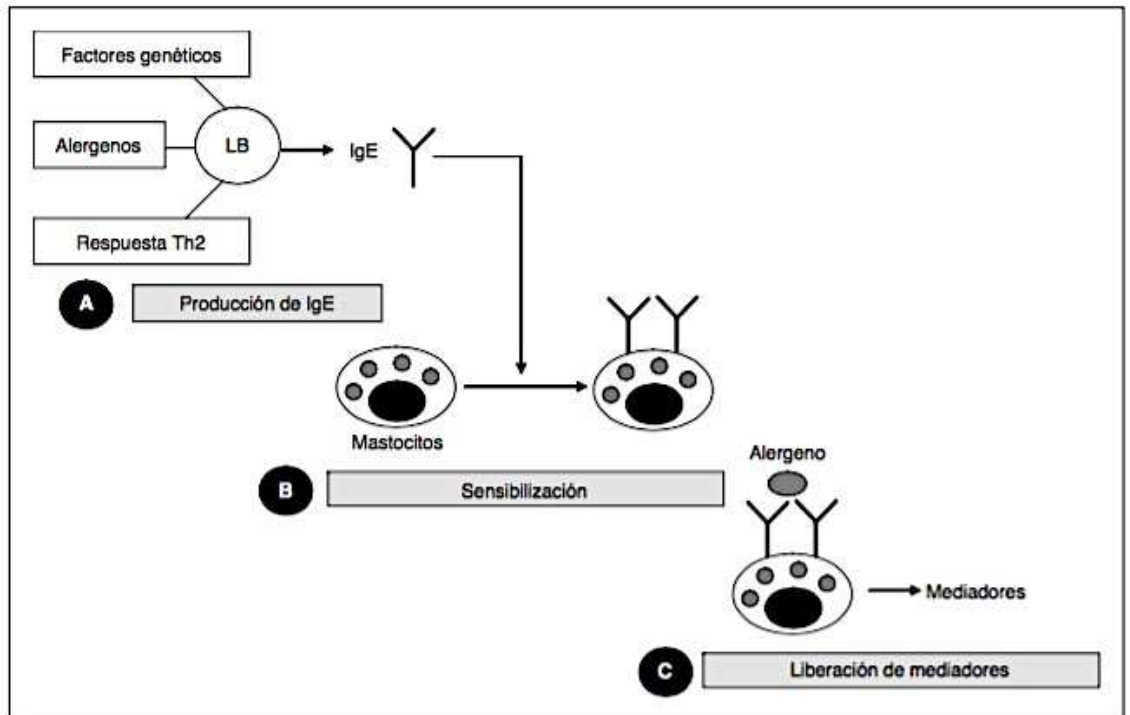 Factores genéticos
Alergenos
LB
IgE
Respuesta Th2
A
Producción de IgE
Mastocitos
B
Sensibilización
Alergeno
Mediadores
C
Liberación de mediadores